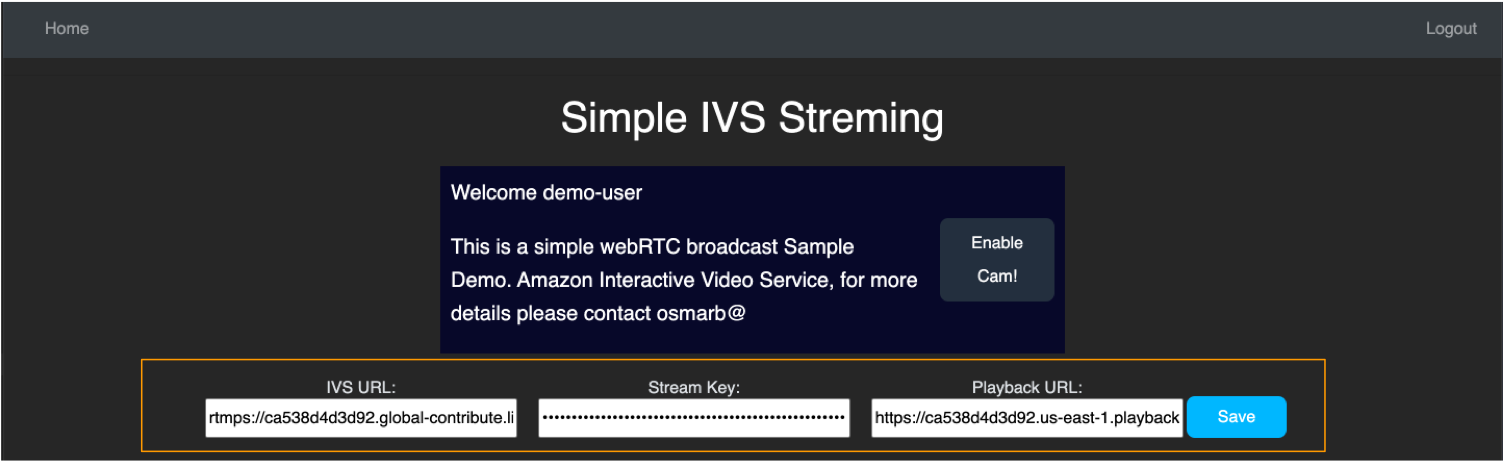 Home Logout
Simple IVS Streming
Welcome demo-user
This is a simple webRTC broadcast Sample
Demo. Amazon Interactive Video Service, for more
details please contact osmarb@
Enable
Cam!
IVS URL: Stream Key: Playback URL:
rtmps://ca538d4d3d92.global-contribute.li •••••••••••••••••••••••••••••••••••••••••••••••••••• https://ca538d4d3d92.us-east-1.playback Save